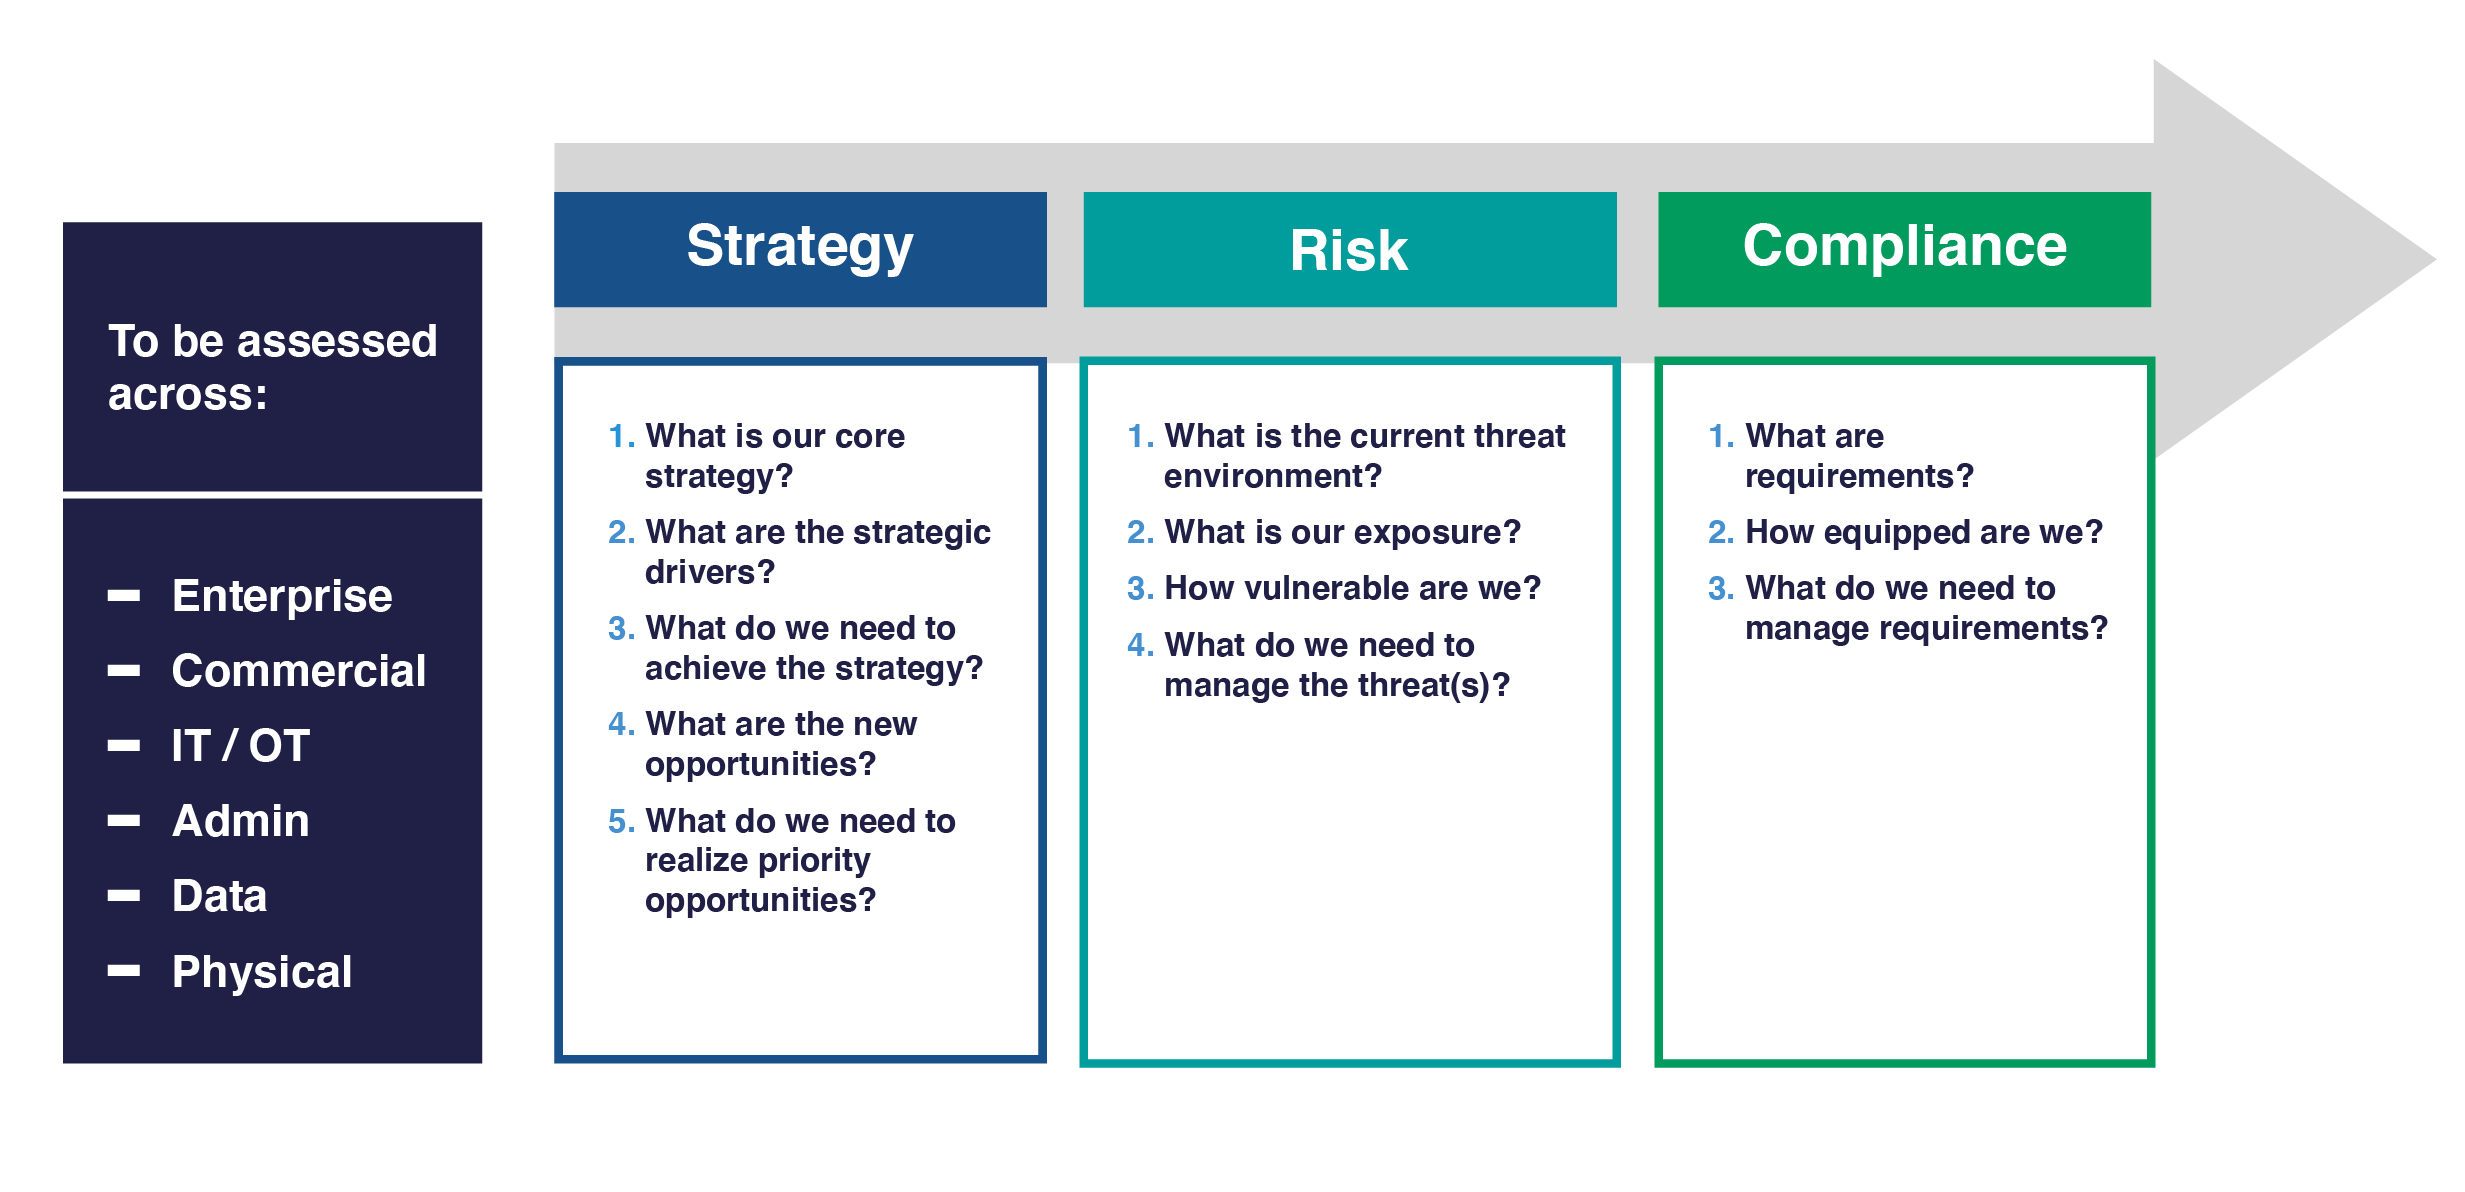 To be assessed
across:
– Enterprise
– Commercial
– IT / OT
– Admin
– Data
– Physical
Strategy
1. What is our core
strategy?
2. What are the strategic
drivers?
3. What do we need to
achieve the strategy?
4. What are the new
opportunities?
5. What do we need to
realize priority
opportunities?
Risk
1. What is the current threat
environment?
2. What is our exposure?
3. How vulnerable are we?
4. What do we need to
manage the threat(s)?
Compliance
1. What are
requirements?
2. How equipped are we?
3. What do we need to
manage requirements?